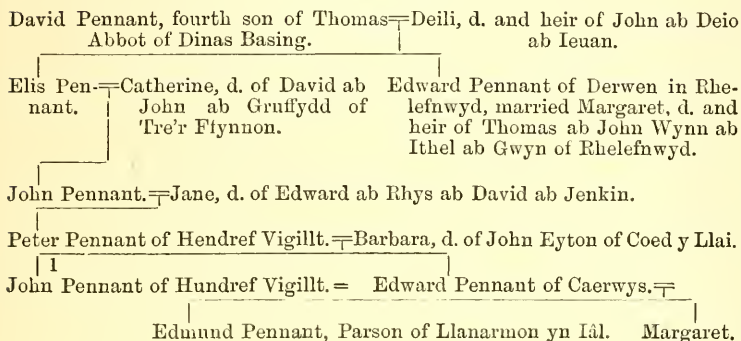 David Pennant, fourth son of Thomas=Deili, d. and heir of John ab Deio
Abbot of Dinas Basing. ab Ieuan.
Elis Pen-=Catherine, d. of David ab Edward Pennant of Derwen in Rhe-
nant. John ab Gruffydd of lefnwyd, married Margaret, d. and
Tre'r Ffynnon. heir of Thomas ab John Wynn ab
Ithel ab Gwyn of Rhelefnwyd.
John Pennant.=Jane, d. of Edward ab Rhys ab David ab Jenkin.
Peter Pennant of Hendref Vigillt.=Barbara, d. of John Eyton of Coed y Llai.
1
John Pennant of Hundref Vigillt. = Edward Pennant of Caerwys.=
Edmund Pennant, Parson of Llanarmon yn Iâl. Margaret.